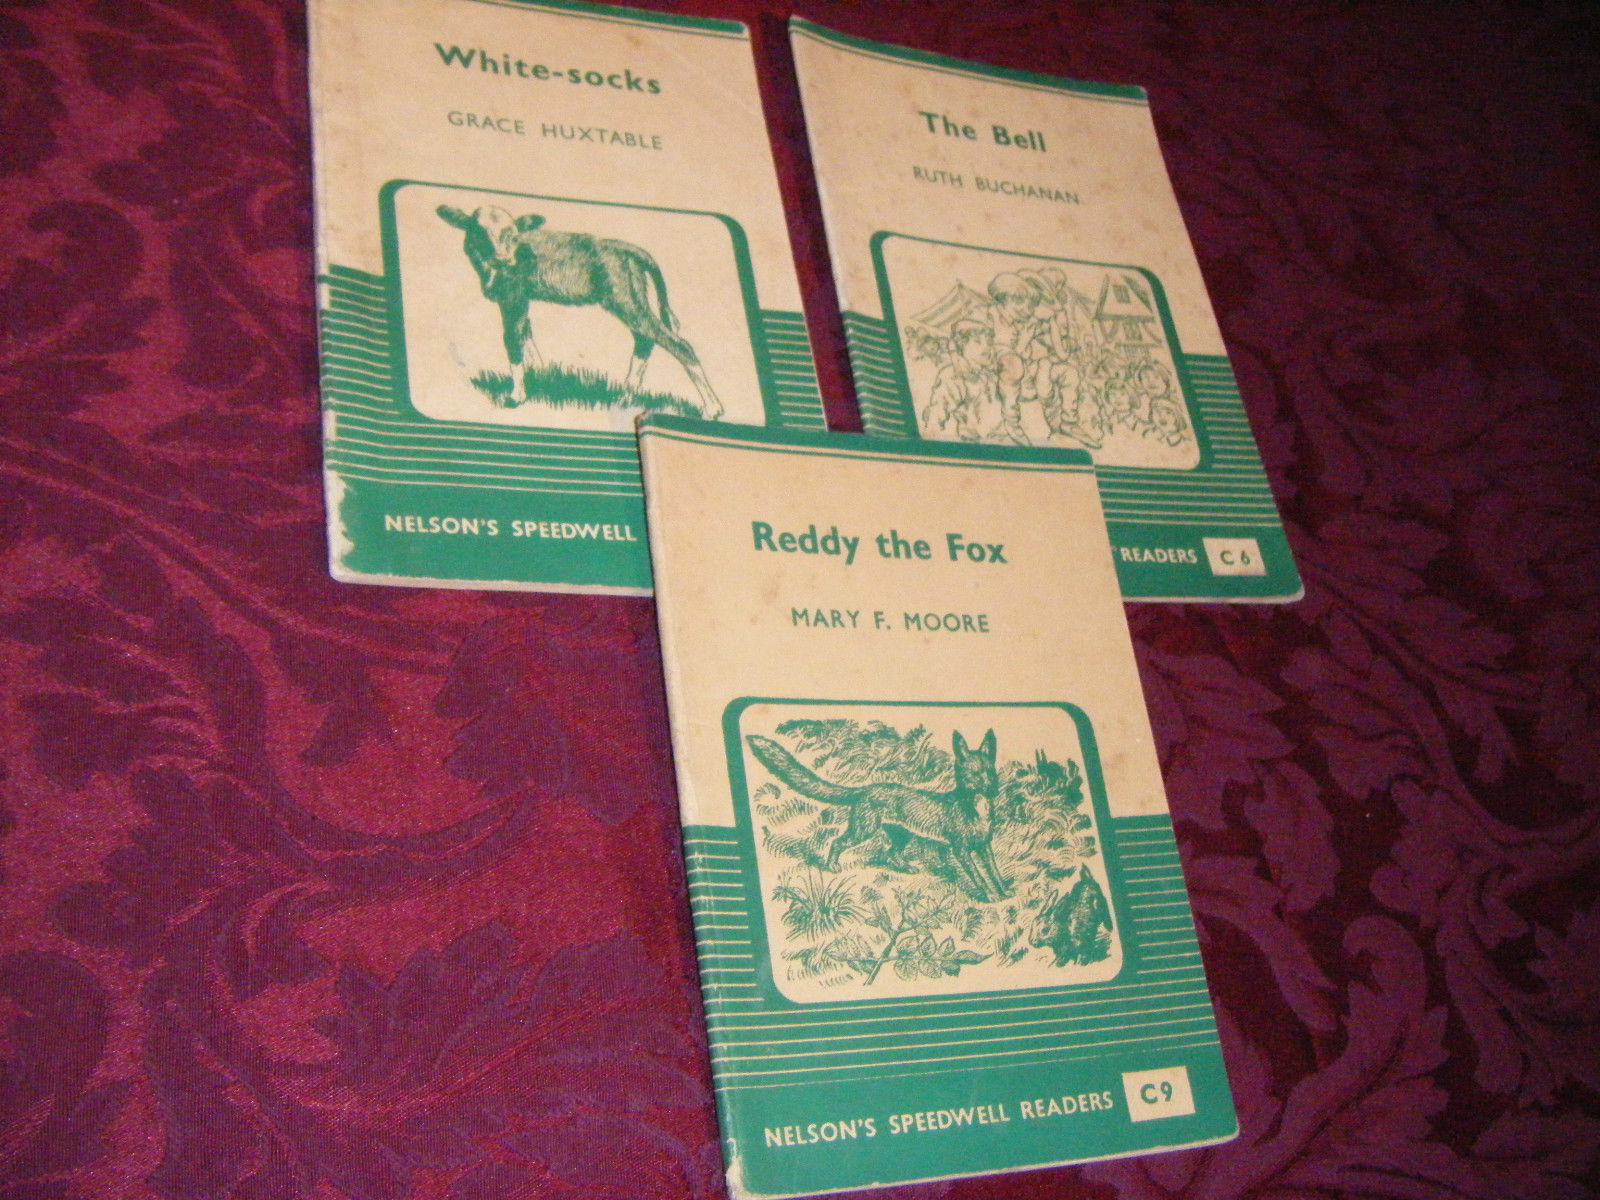 White-socks
GRACE HUXTABLE
NELSON'S SPEEDWELL
The Bell
RUTH BUCHANAN
READERS C 6
Reddy the Fox
MARY F. MOORE
NELSON'S SPEEDWELL READERS C9